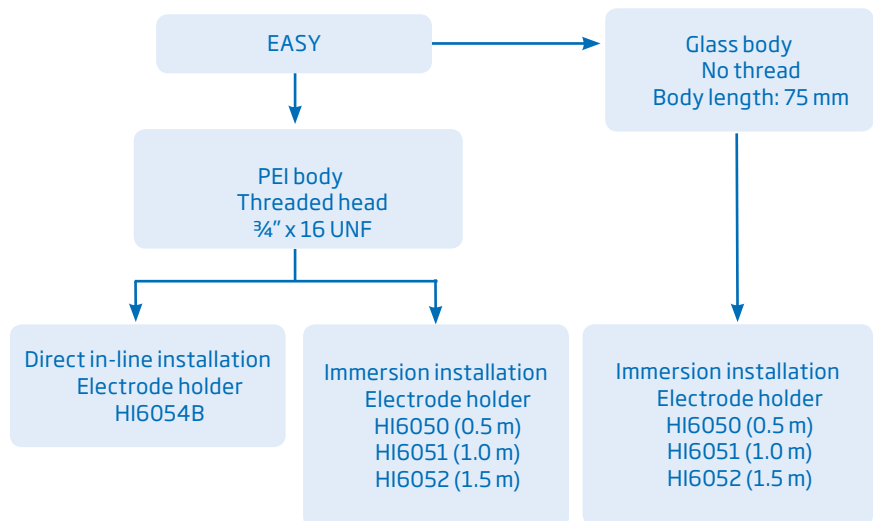 EASY
Glass body
No thread
Body length: 75 mm
PEI body
Threaded head
¾” x 16 UNF
Direct in-line installation
Electrode holder
HI6054B
Immersion installation
Electrode holder
HI6050 (0.5 m)
HI6051 (1.0 m)
HI6052 (1.5 m)
Immersion installation
Electrode holder
HI6050 (0.5 m)
HI6051 (1.0 m)
HI6052 (1.5 m)